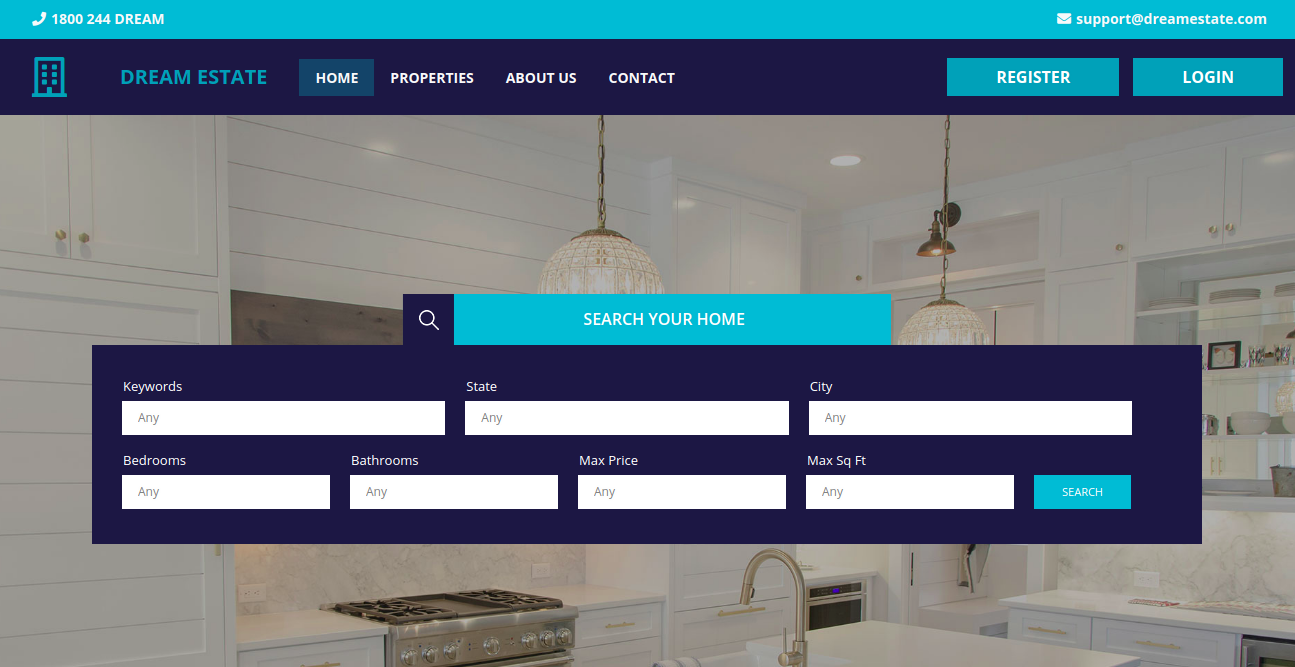 1800 244 DREAM
support@dreamestate.com
DREAM ESTATE
HOME
PROPERTIES
ABOUT US
CONTACT
REGISTER
LOGIN
SEARCH YOUR HOME
Keywords
State
City
Any
Any
Any
Bedrooms
Bathrooms
Max Price
Max Sq Ft
Any
Any
Any
Any
SEARCH